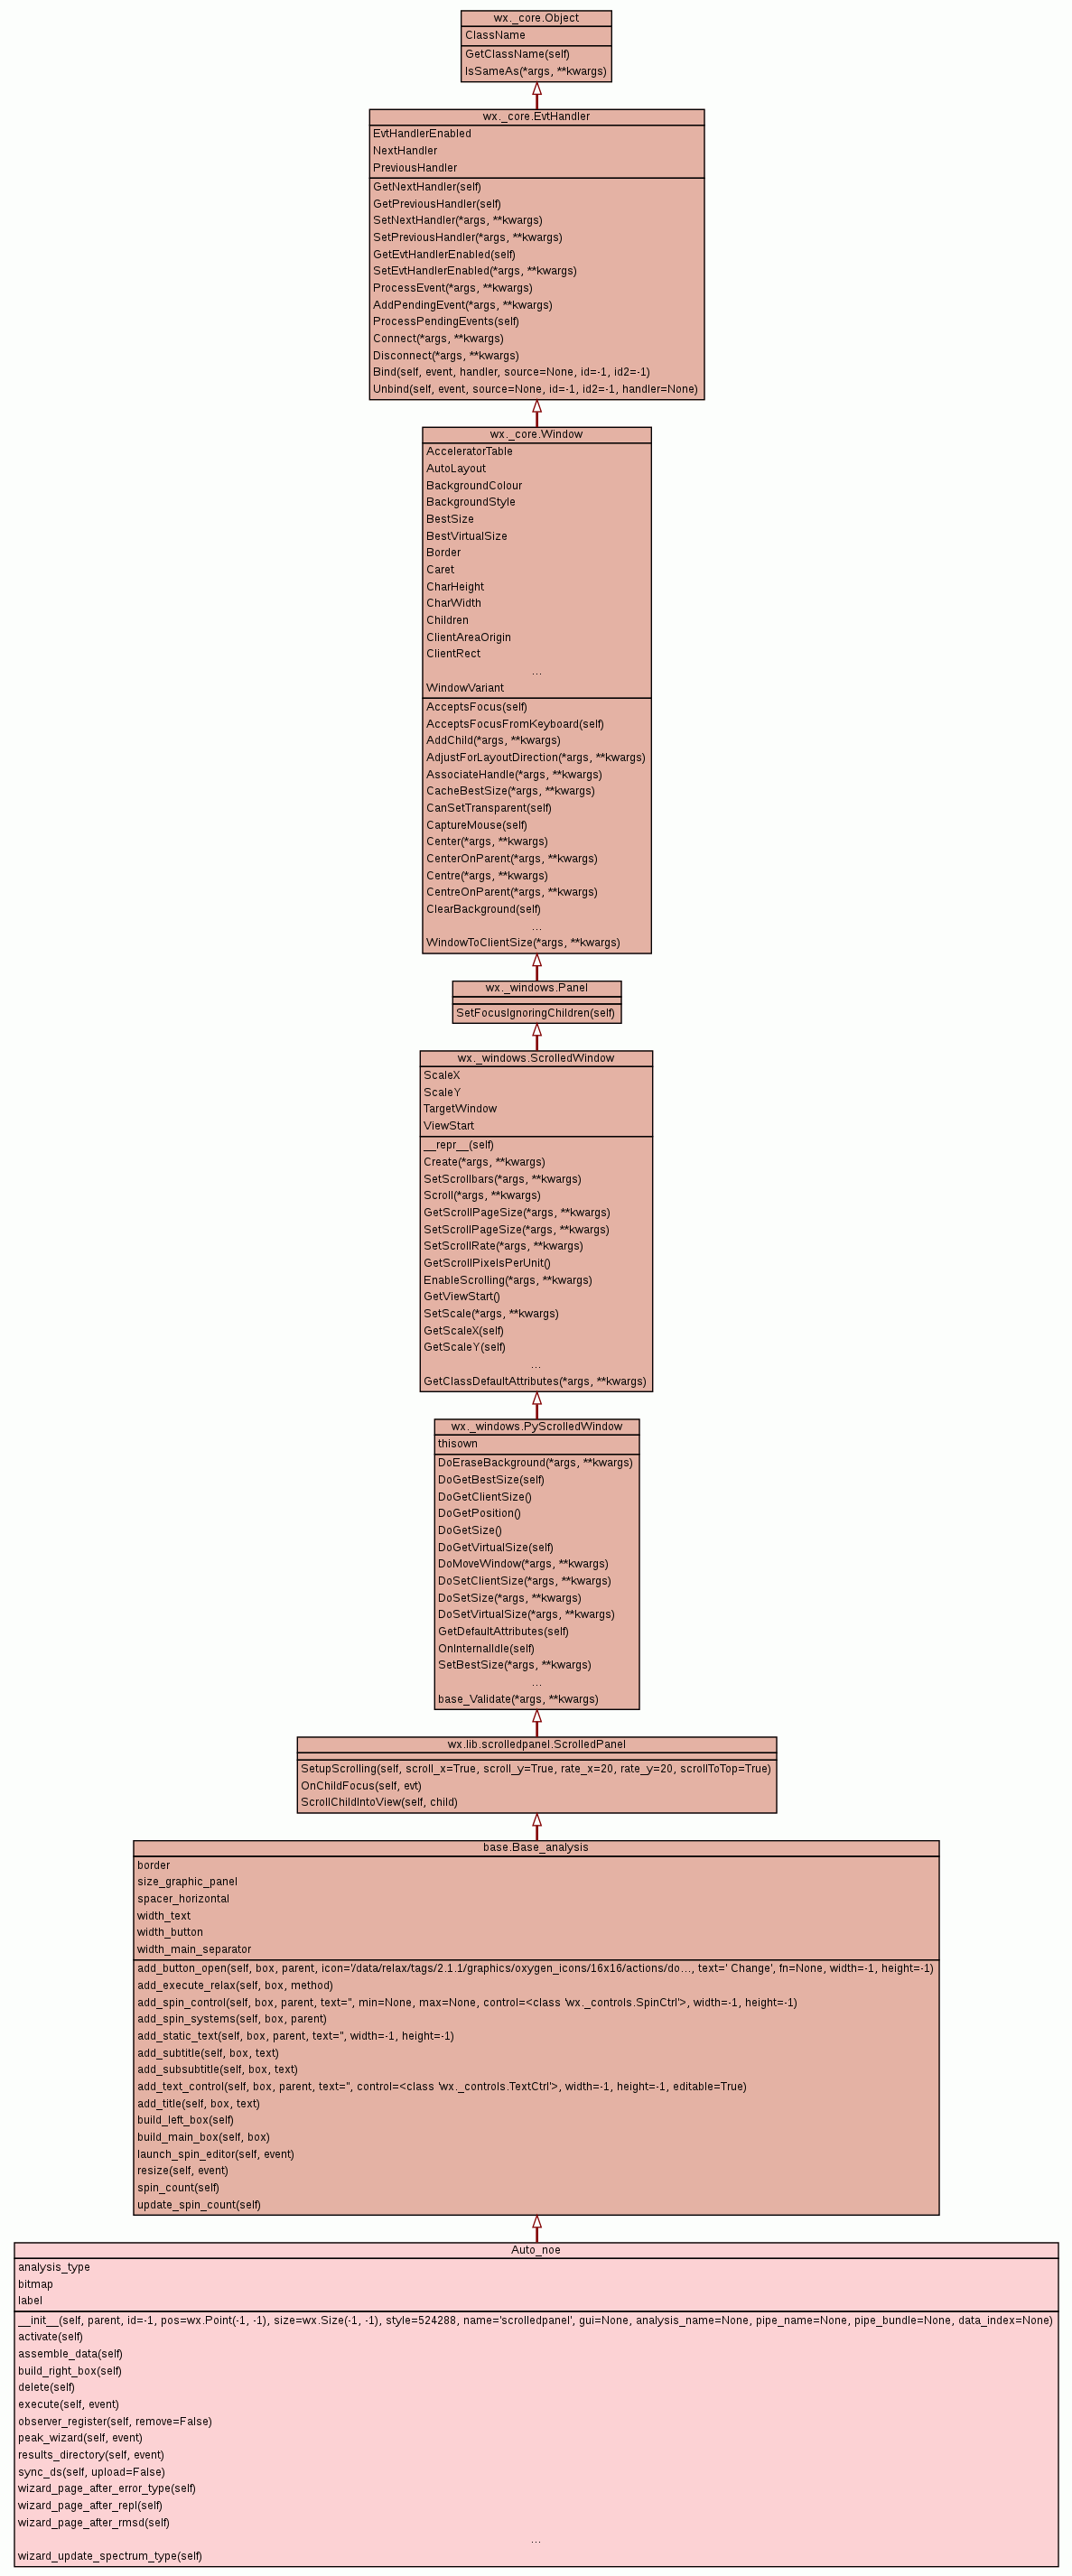 wx._core.Object
ClassName
GetClassName(self)
IsSameAs(*args, **kwargs)
wx._core.EvtHandler
EvtHandlerEnabled
NextHandler
PreviousHandler
GetNextHandler(self)
GetPreviousHandler(self)
SetNextHandler(*args, **kwargs)
SetPreviousHandler(*args, **kwargs)
GetEvtHandlerEnabled(self)
SetEvtHandlerEnabled(*args, **kwargs)
ProcessEvent(*args, **kwargs)
AddPendingEvent(*args, **kwargs)
ProcessPendingEvents(self)
Connect(*args, **kwargs)
Disconnect(*args, **kwargs)
Bind(self, event, handler, source=None, id=-1, id2=-1)
Unbind(self, event, source=None, id=-1, id2=-1, handler=None)
wx._core.Window
AcceleratorTable
AutoLayout
BackgroundColour
BackgroundStyle
BestSize
BestVirtualSize
Border
Caret
CharHeight
CharWidth
Children
ClientAreaOrigin
ClientRect
...
WindowVariant
AcceptsFocus(self)
AcceptsFocusFromKeyboard(self)
AddChild(*args, **kwargs)
AdjustForLayoutDirection(*args, **kwargs)
AssociateHandle(*args, **kwargs)
CacheBestSize(*args, **kwargs)
CanSetTransparent(self)
CaptureMouse(self)
Center(*args, **kwargs)
CenterOnParent(*args, **kwargs)
Centre(*args, **kwargs)
CentreOnParent(*args, **kwargs)
ClearBackground(self)
...
WindowToClientSize(*args, **kwargs)
wx._windows.Panel
SetFocusIgnoringChildren(self)
wx._windows.ScrolledWindow
ScaleX
ScaleY
TargetWindow
ViewStart
__repr__(self)
Create(*args, **kwargs)
SetScrollbars(*args, **kwargs)
Scroll(*args, **kwargs)
GetScrollPageSize(*args, **kwargs)
SetScrollPageSize(*args, **kwargs)
SetScrollRate(*args, **kwargs)
GetScrollPixelsPerUnit()
EnableScrolling(*args, **kwargs)
GetViewStart()
SetScale(*args, **kwargs)
GetScaleX(self)
GetScaleY(self)
...
GetClassDefaultAttributes(*args, **kwargs)
wx._windows.PyScrolledWindow
thisown
DoEraseBackground(*args, **kwargs)
DoGetBestSize(self)
DoGetClientSize()
DoGetPosition()
DoGetSize()
DoGetVirtualSize(self)
DoMoveWindow(*args, **kwargs)
DoSetClientSize(*args, **kwargs)
DoSetSize(*args, **kwargs)
DoSetVirtualSize(*args, **kwargs)
GetDefaultAttributes(self)
OnInternalIdle(self)
SetBestSize(*args, **kwargs)
...
base_Validate(*args, **kwargs)
wx.lib.scrolledpanel.ScrolledPanel
SetupScrolling(self, scroll_x=True, scroll_y=True, rate_x=20, rate_y=20, scrollToTop=True)
OnChildFocus(self, evt)
ScrollChildIntoView(self, child)
base.Base_analysis
border
size_graphic_panel
spacer_horizontal
width_text
width_button
width_main_separator
add_button_open(self, box, parent, icon='/data/relax/tags/2.1.1/graphics/oxygen_icons/16x16/actions/do..., text=' Change', fn=None, width=-1, height=-1)
add_execute_relax(self, box, method)
add_spin_control(self, box, parent, text='', min=None, max=None, control=<class 'wx._controls.SpinCtrl'>, width=-1, height=-1)
add_spin_systems(self, box, parent)
add_static_text(self, box, parent, text='', width=-1, height=-1)
add_subtitle(self, box, text)
add_subsubtitle(self, box, text)
add_text_control(self, box, parent, text='', control=<class 'wx._controls.TextCtrl'>, width=-1, height=-1, editable=True)
add_title(self, box, text)
build_left_box(self)
build_main_box(self, box)
launch_spin_editor(self, event)
resize(self, event)
spin_count(self)
update_spin_count(self)
Auto_noe
analysis_type
bitmap
label
__init__(self, parent, id=-1, pos=wx.Point(-1, -1), size=wx.Size(-1, -1), style=524288, name='scrolledpanel', gui=None, analysis_name=None, pipe_name=None, pipe_bundle=None, data_index=None)
activate(self)
assemble_data(self)
build_right_box(self)
delete(self)
execute(self, event)
observer_register(self, remove=False)
peak_wizard(self, event)
results_directory(self, event)
sync_ds(self, upload=False)
wizard_page_after_error_type(self)
wizard_page_after_repl(self)
wizard_page_after_rmsd(self)
...
wizard_update_spectrum_type(self)